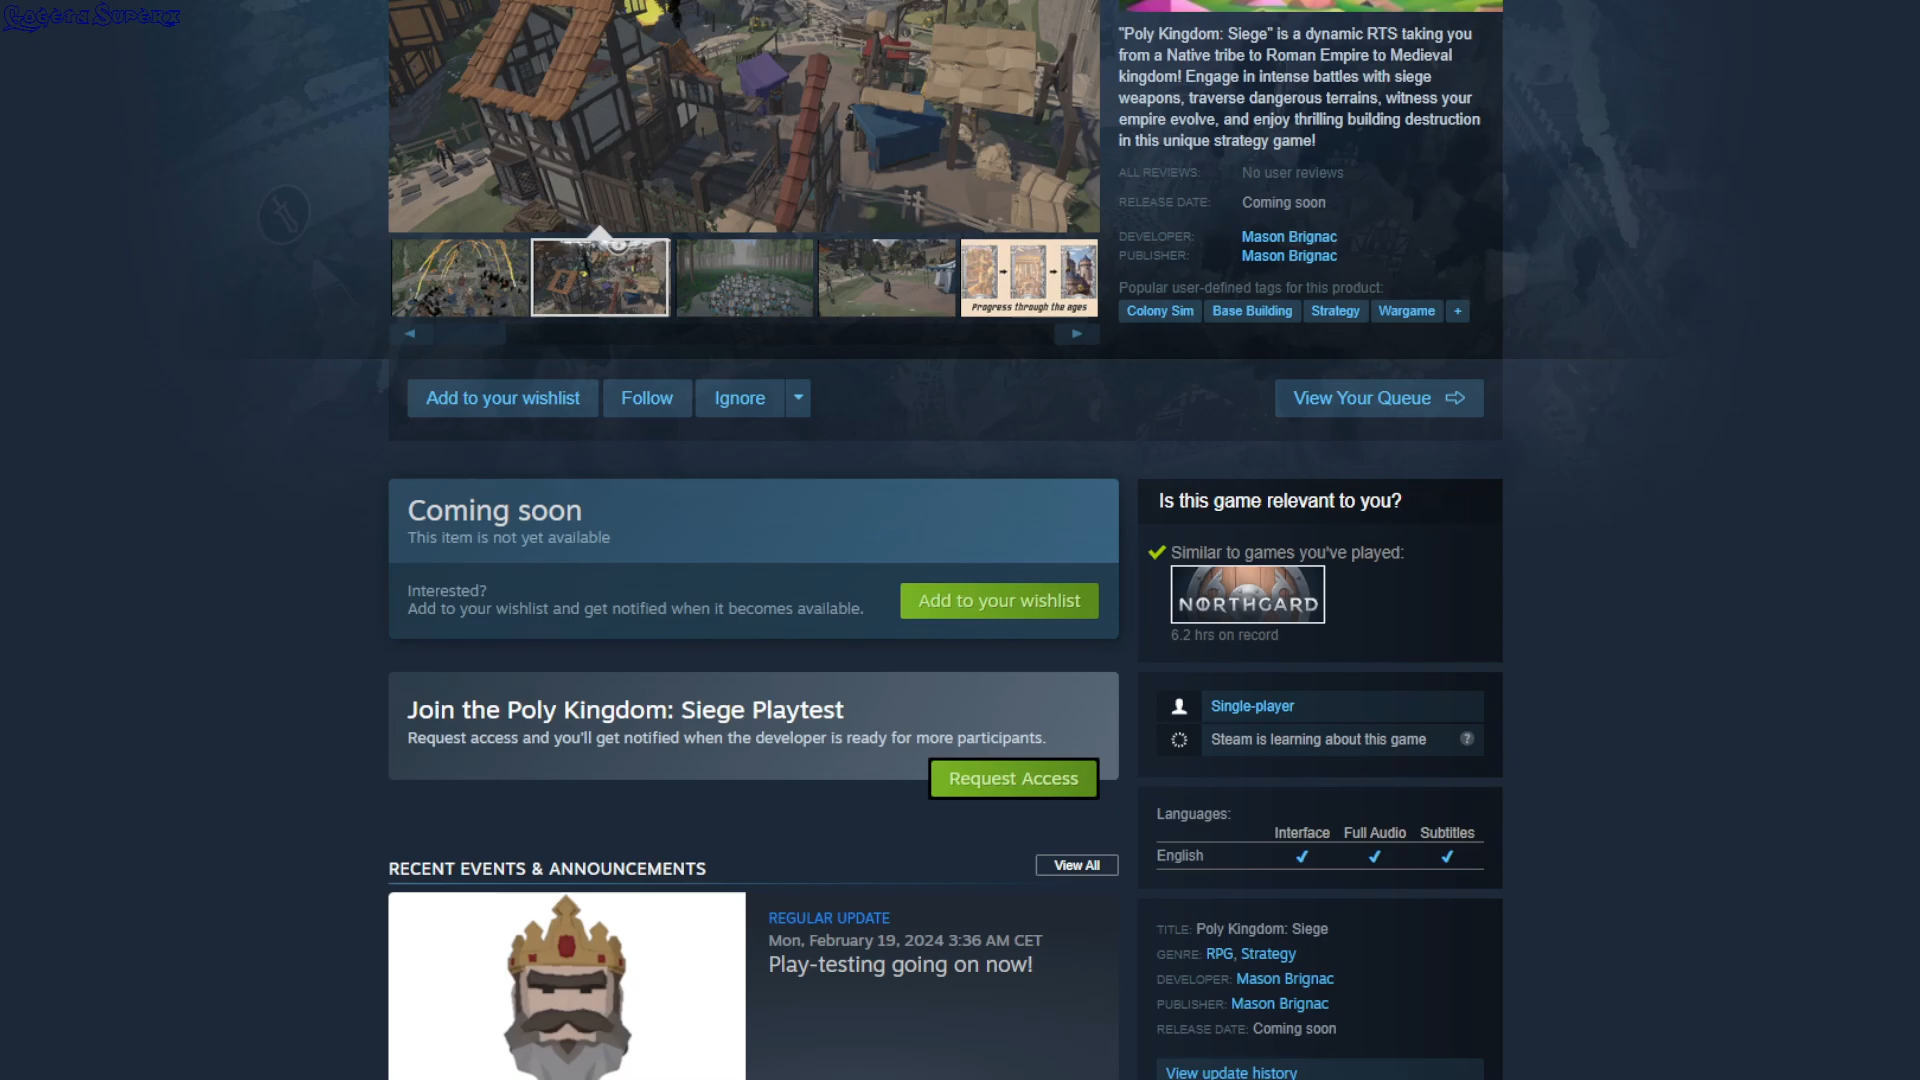 Cogera Superx
"Poly Kingdom: Siege" is a dynamic RTS taking you
from a Native tribe to Roman Empire to Medieval
kingdom! Engage in intense battles with siege
weapons, traverse dangerous terrains, witness your
empire evolve, and enjoy thrilling building destruction
in this unique strategy game!
ALL REVIEWS: No user reviews
RELEASE DATE: Coming soon
DEVELOPER: Mason Brignac
PUBLISHER: Mason Brignac
Popular user-defined tags for this product:
Colony Sim Base Building Strategy Wargame +
Progress through the ages
Add to your wishlist Follow Ignore View Your Queue
Coming soon
This item is not yet available
Interested?
Add to your wishlist and get notified when it becomes available.
Add to your wishlist
Join the Poly Kingdom: Siege Playtest
Request access and you'll get notified when the developer is ready for more participants.
Request Access
RECENT EVENTS & ANNOUNCEMENTS View All
REGULAR UPDATE
Mon, February 19, 2024 3:36 AM CET
Play-testing going on now!
Is this game relevant to you?
Similar to games you've played:
NORTHGARD
6.2 hrs on record
Single-player
Steam is learning about this game ?
Languages:
Interface Full Audio Subtitles
English
TITLE: Poly Kingdom: Siege
GENRE: RPG, Strategy
DEVELOPER: Mason Brignac
PUBLISHER: Mason Brignac
RELEASE DATE: Coming soon
View update history